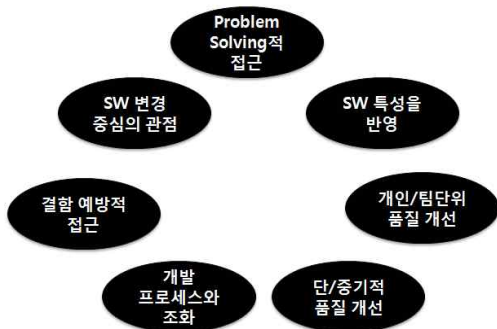 Problem
Solving적
접근
SW 변경
중심의 관점
SW 특성을
반영
결함 예방적
접근
개인/팀단위
품질 개선
개발
프로세스와
조화
단/중기적
품질 개선